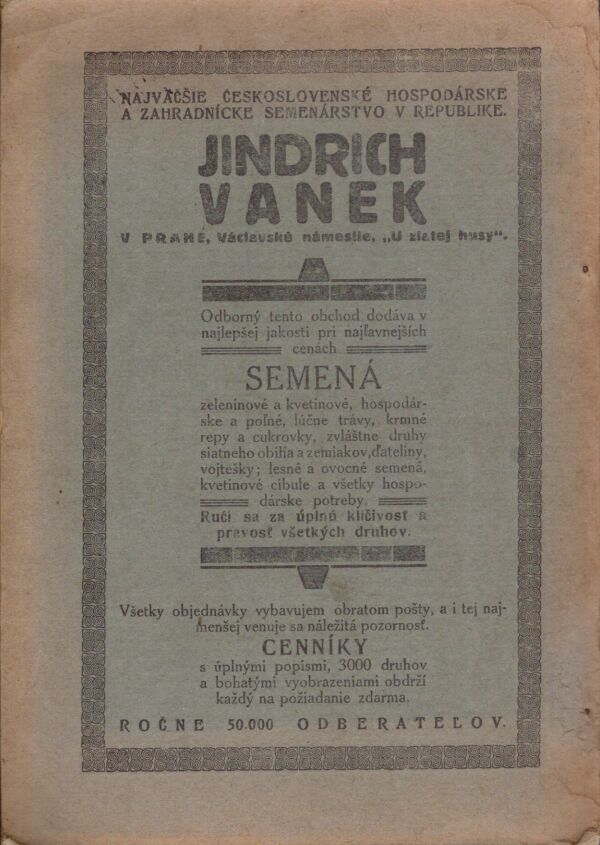 NAJVÄČŠIE ČESKOSLOVENSKÉ HOSPODÁRSKE
A ZAHRADNÍCKE SEMENÁRSTVO V REPUBLIKE.
JINDRICH
VANEK
V PRAHE, Václavské námestie, „U zlatej husy“.
Odborný tento obchod dodáva v
najlepšej jakosti pri najľavnejších
cenách
SEMENÁ
zeleninové a kvetinové, hospodár-
ske a poľné, lúčne trávy, krmné
repy a cukrovky, zvláštne druhy
siatneho obilia a zemiakov, ďateliny,
vojtešky; lesné a ovocné semená,
kvetinové cibule a všetky hospo-
dárske potreby.
Ručí sa za úplnú klíčivosť a
pravosť všetkých druhov.
Všetky objednávky vybavujem obratom pošty, a i tej naj-
menšej venuje sa náležitá pozornosť.
CENNÍKY
s úplnými popismi, 3000 druhov
a bohatými vyobrazeniami obdrží
každý na požiadanie zdarma.
ROČNE 50.000 ODBERATEĽOV.